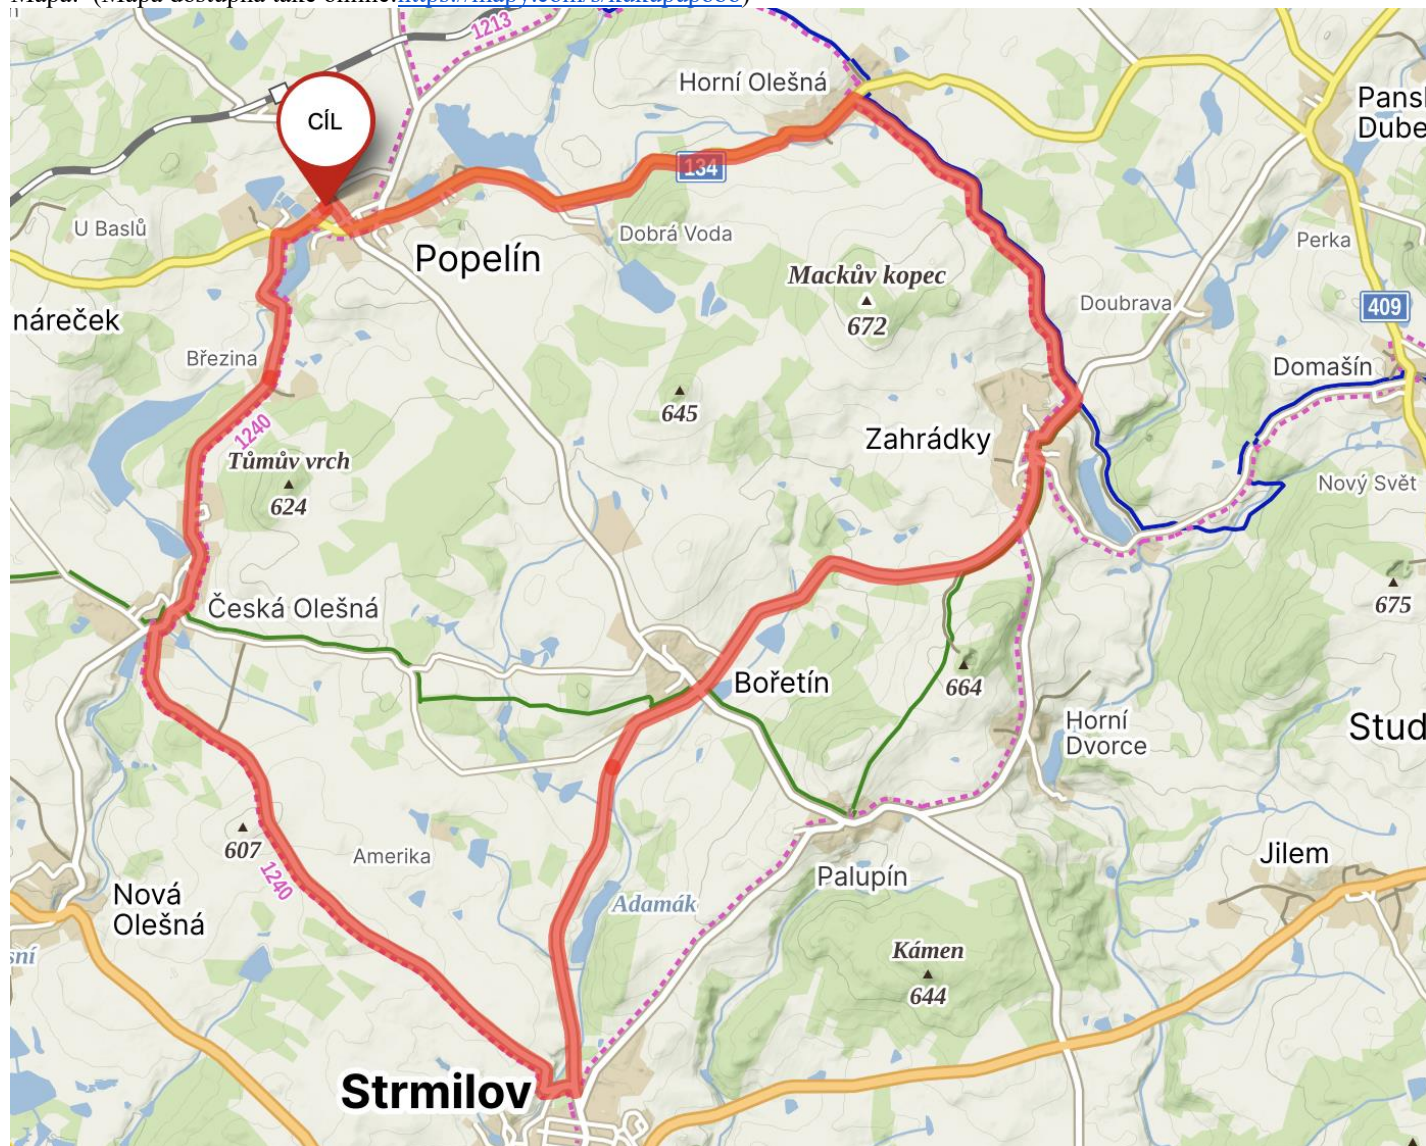 1213
Horní Olešná
Pans
Dube
CÍL
134
U Baslů
Dobrá Voda
Perka
Popelín
Mackův kopec
672
Doubrava
409
náreček
Březina
Domašín
645
1240
Zahrádky
Tůmův vrch
624
Nový Svět
675
Česká Olešná
Bořetín
664
Horní
Dvorce
Stud
607
Amerika
1240
Palupín
Jilem
Nová
Olešná
Adamák
sní
Kámen
644
Strmilov